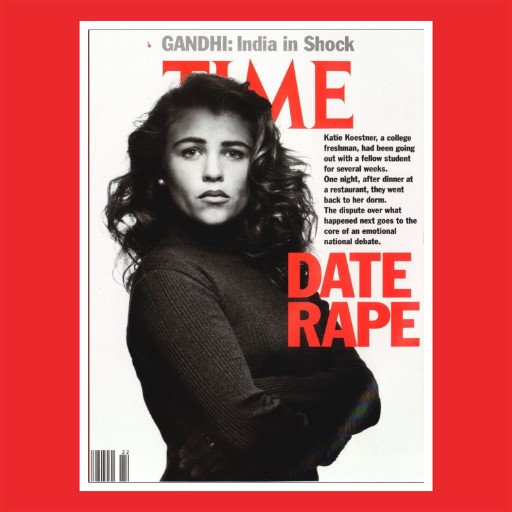 GANDHI: India in Shock
TIME
Katie Koestner, a college
freshman, had been going
out with a fellow student
for several weeks.
One night, after dinner at
a restaurant, they went
back to her dorm.
The dispute over what
happened next goes to the
core of an emotional
national debate.
DATE
RAPE
22